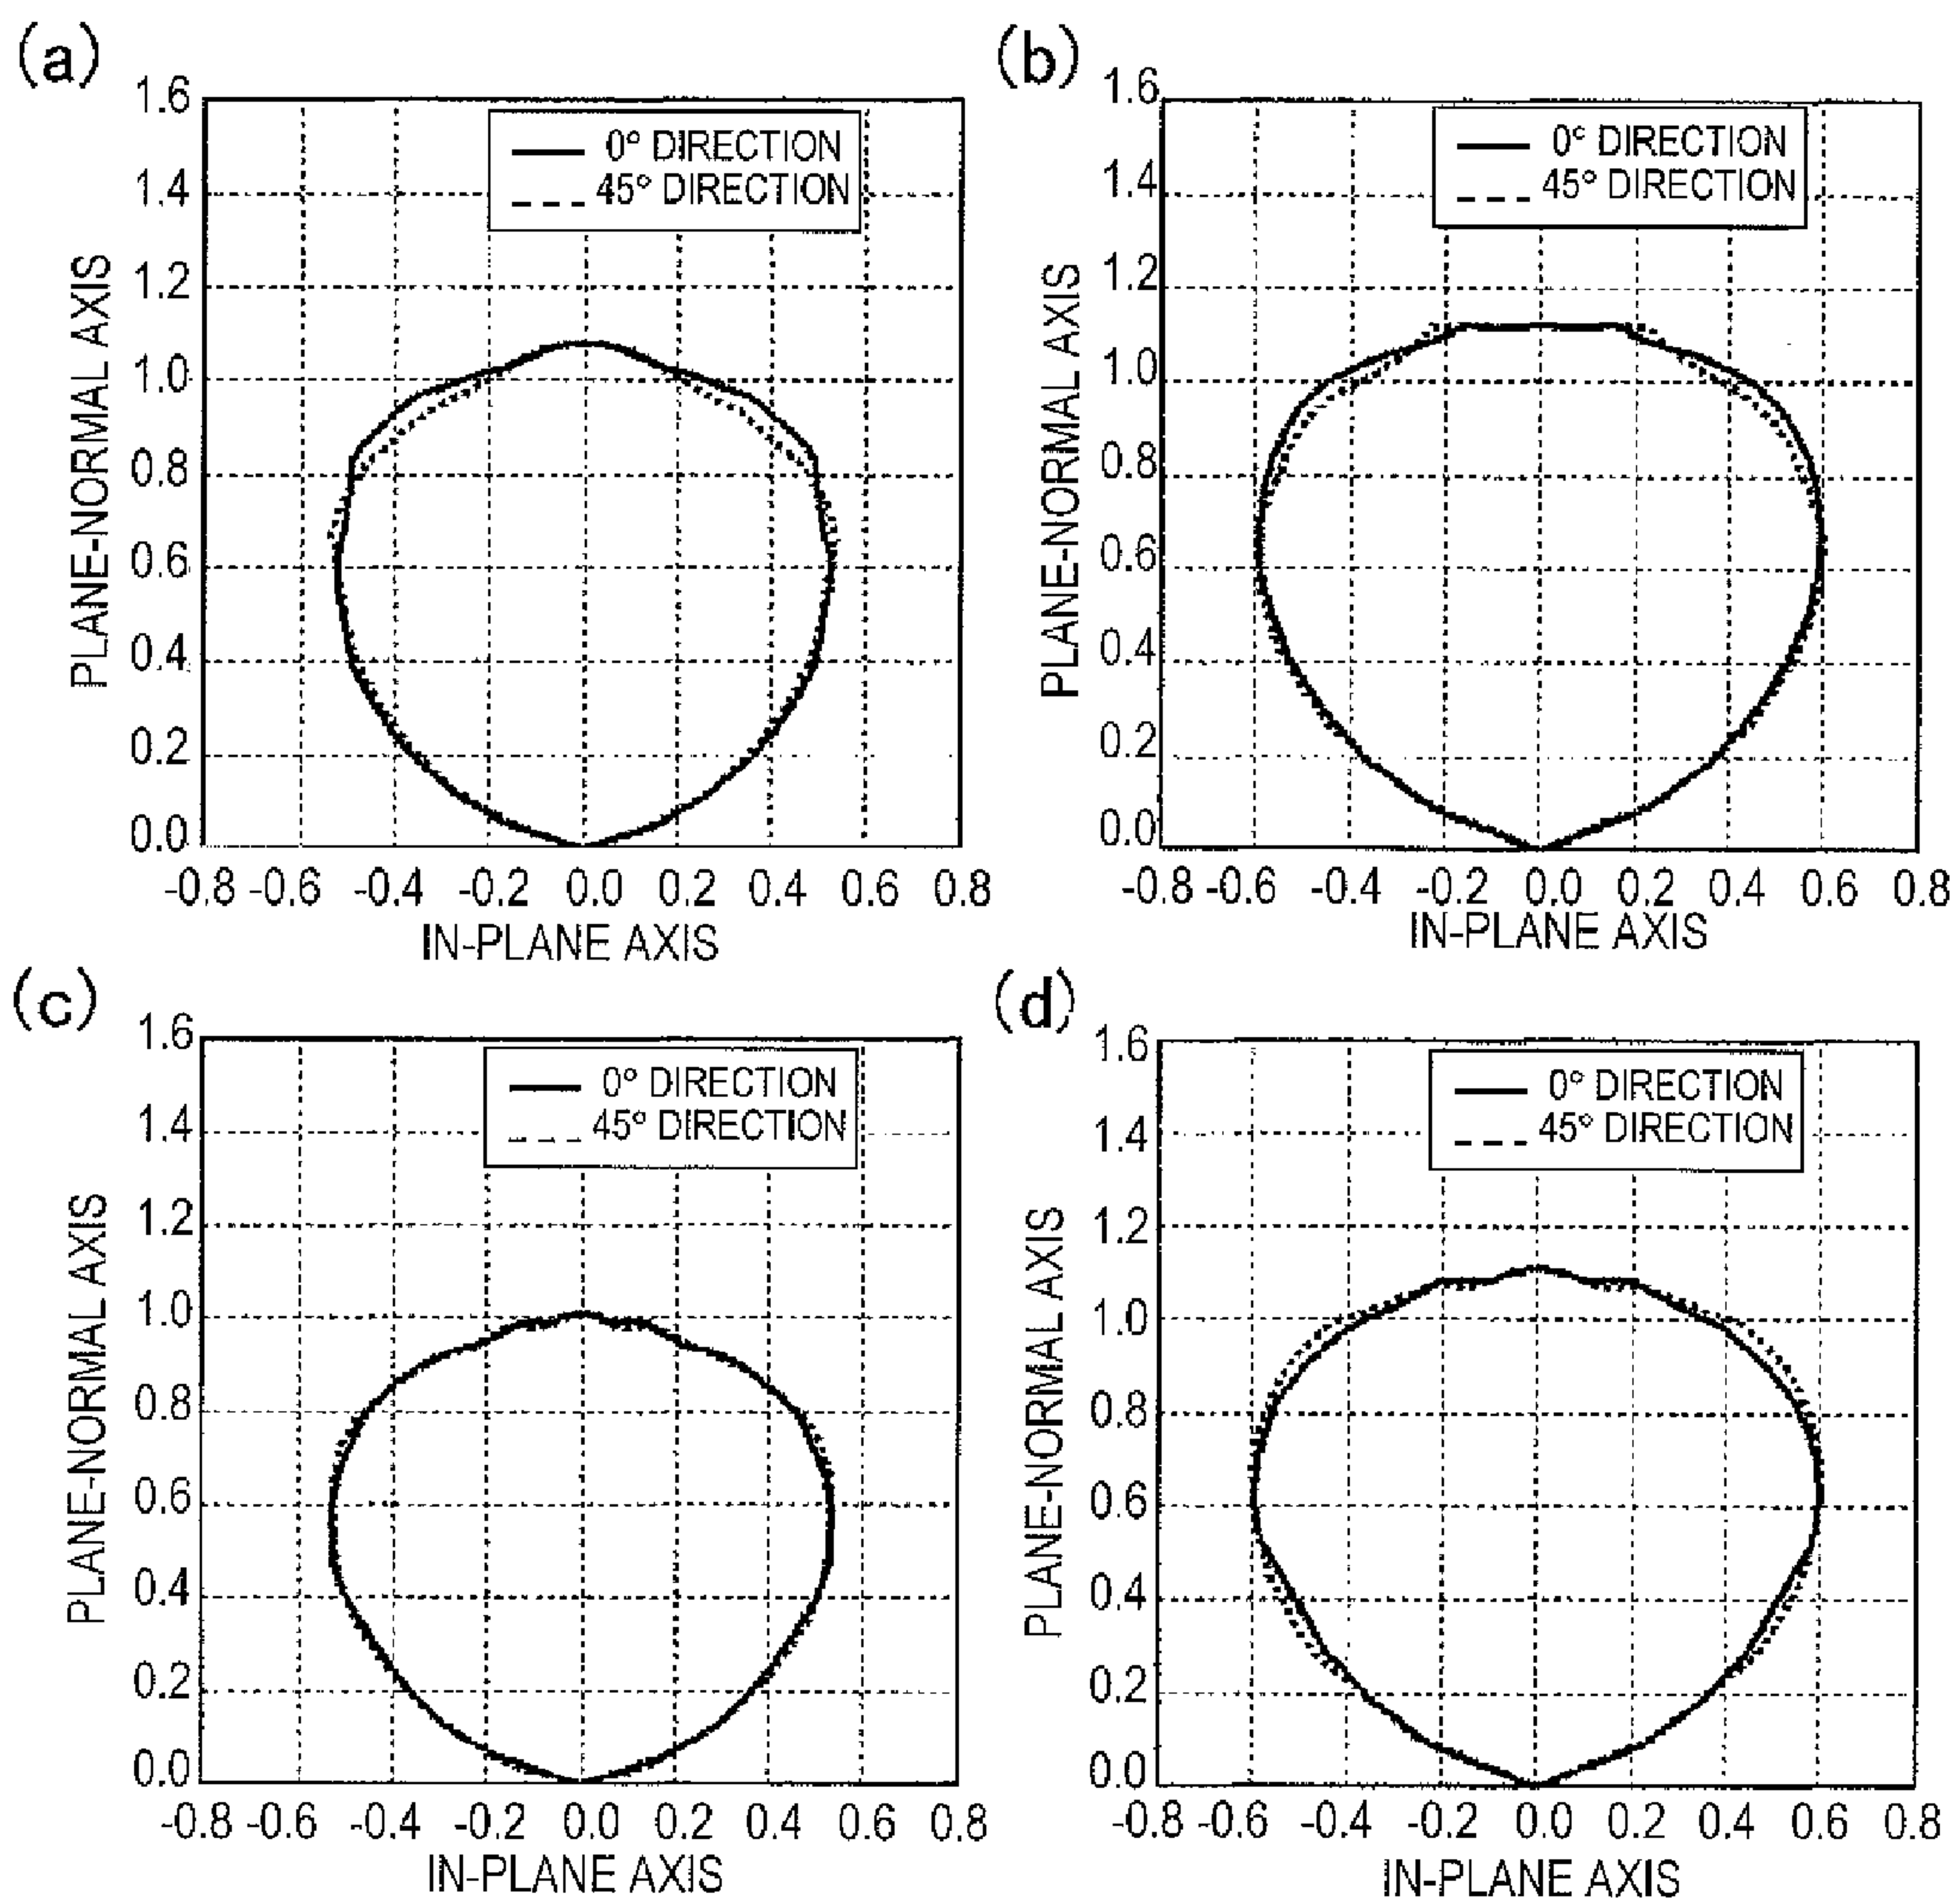 (a)
1.6
1.4
1.2
1.0
0.8
0.6
0.4
0.2
0.0
PLANE-NORMAL AXIS
0° DIRECTION
45° DIRECTION
-0.8 -0.6 -0.4 -0.2 0.0 0.2 0.4 0.6 0.8
IN-PLANE AXIS
(b)
1.6
1.4
1.2
1.0
0.8
0.6
0.4
0.2
0.0
PLANE-NORMAL AXIS
0° DIRECTION
45° DIRECTION
-0.8 -0.6 -0.4 -0.2 0.0 0.2 0.4 0.6 0.8
IN-PLANE AXIS
(c)
1.6
1.4
1.2
1.0
0.8
0.6
0.4
0.2
0.0
PLANE-NORMAL AXIS
0° DIRECTION
45° DIRECTION
-0.8 -0.6 -0.4 -0.2 0.0 0.2 0.4 0.6 0.8
IN-PLANE AXIS
(d)
1.6
1.4
1.2
1.0
0.8
0.6
0.4
0.2
0.0
PLANE-NORMAL AXIS
0° DIRECTION
45° DIRECTION
-0.8 -0.6 -0.4 -0.2 0.0 0.2 0.4 0.6 0.8
IN-PLANE AXIS